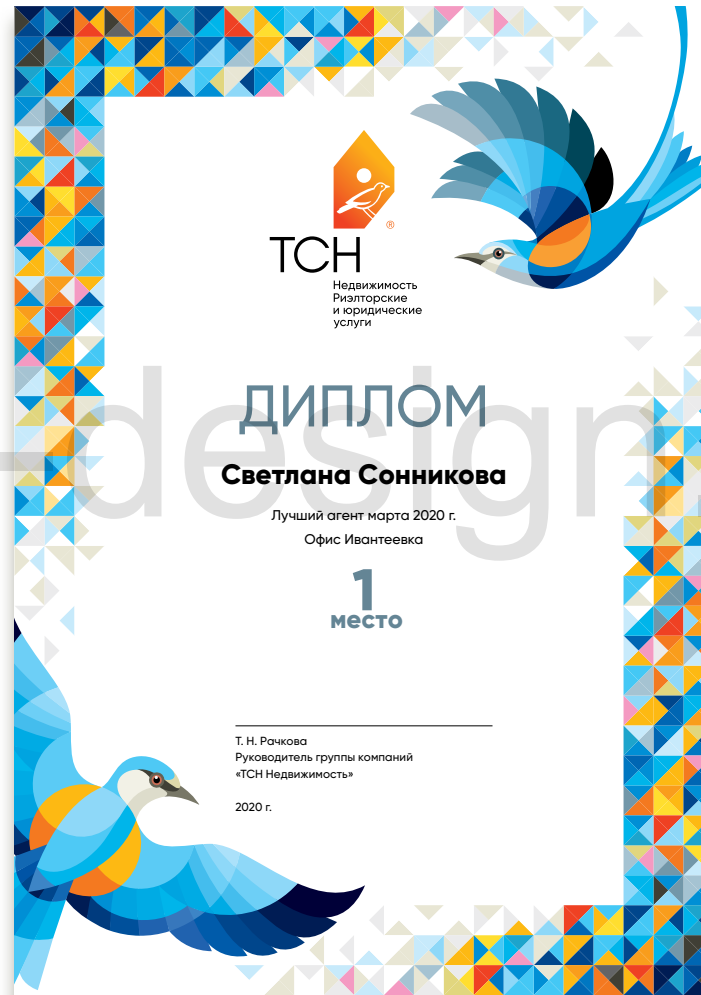 ®
ТСН
Недвижимость
Риэлторские
и юридические
услуги
ДИПЛОМ
-design
Светлана Сонникова
Лучший агент марта 2020 г.
Офис Ивантеевка
1
место
Т. Н. Рачкова
Руководитель группы компаний
«ТСН Недвижимость»
2020 г.